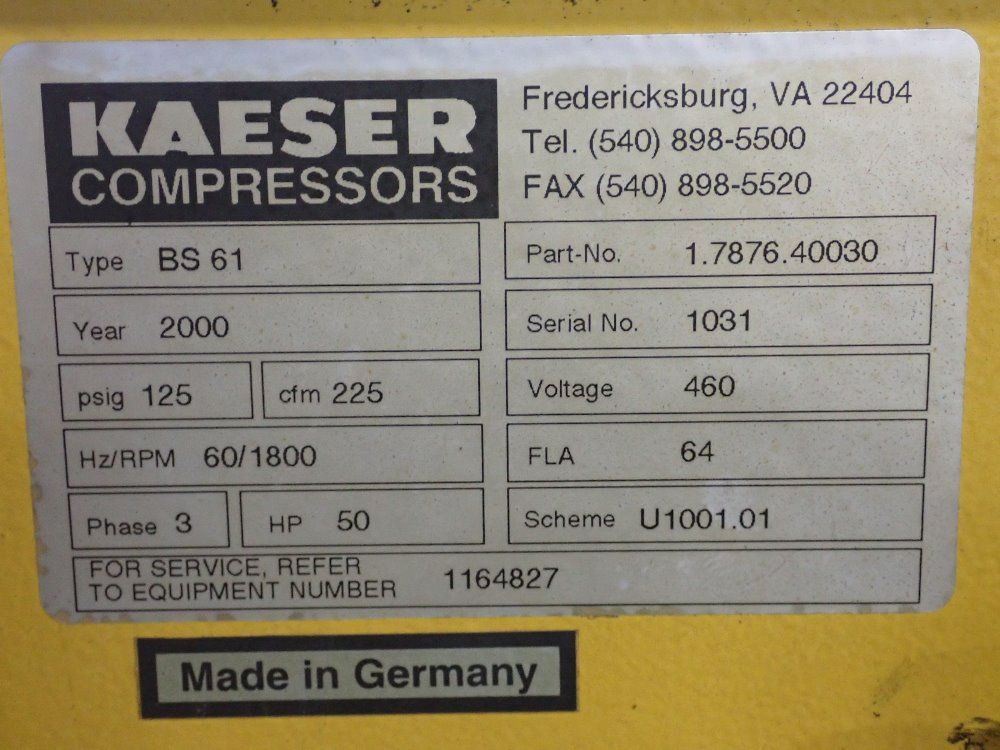 KAESER
COMPRESSORS
Fredericksburg, VA 22404
Tel. (540) 898-5500
FAX (540) 898-5520
Type BS 61
Part-No. 1.7876.40030
Year 2000
Serial No. 1031
psig 125 cfm 225
Voltage 460
Hz/RPM 60/1800
FLA 64
Phase 3 HP 50
Scheme U1001.01
FOR SERVICE, REFER
TO EQUIPMENT NUMBER 1164827
Made in Germany